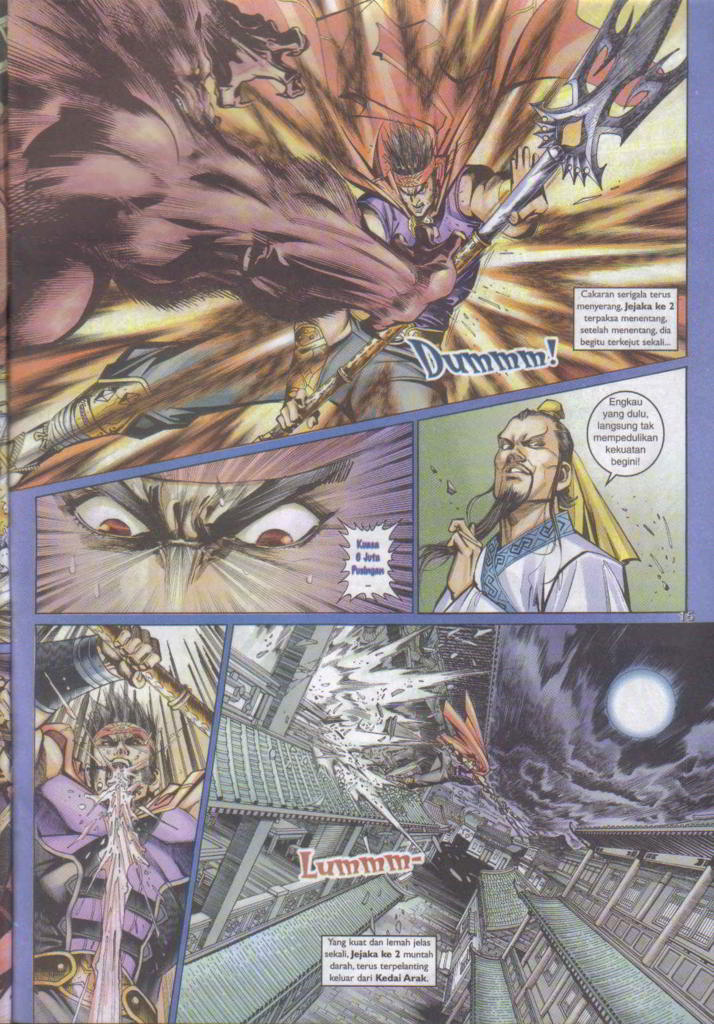 Cakaran serigala terus
menyerang, Jejaka ke 2
terpaksa menentang,
setelah menentang, dia
begitu terkejut sekali...
Dummm!
Engkau
yang dulu,
langsung tak
mempedulikan
kekuatan
begini!
Kuasa
6 Juta
Pusingan
...
15
Lummm-
Yang kuat dan lemah jelas
sekali, Jejaka ke 2 muntah
darah, terus terpelanting
keluar dari Kedai Arak.